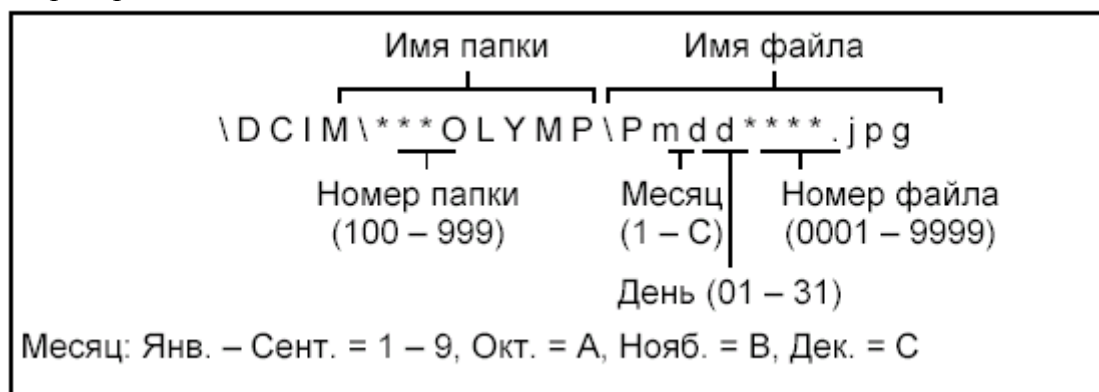 Имя папки Имя файла
\DCIM\***OLYMP\Pmdd****.jpg
Номер папки Месяц Номер файла
(100 – 999) (1 – С) (0001 – 9999)
День (01 – 31)
Месяц: Янв. – Сент. = 1 – 9, Окт. = А, Нояб. = В, Дек. = С